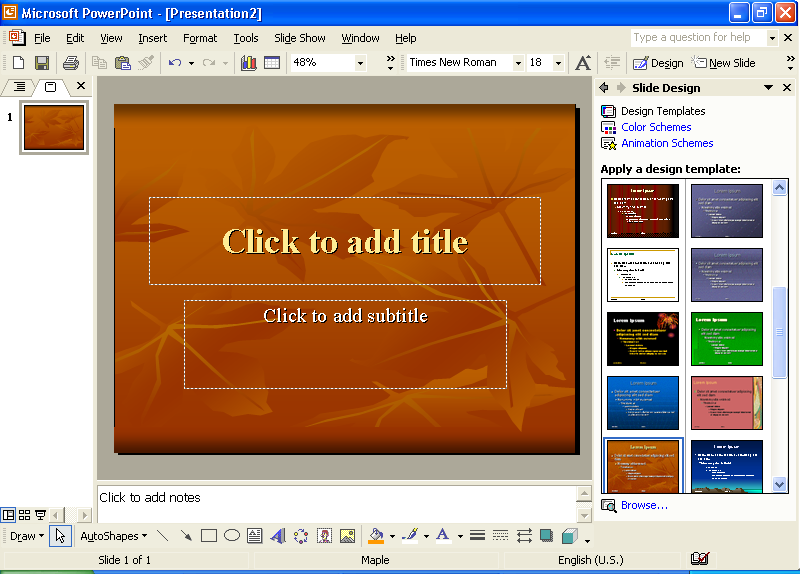 Microsoft PowerPoint - [Presentation2]
File Edit View Insert Format Tools Slide Show Window Help Type a question for help
48% Times New Roman 18 Design New Slide
Slide Design
1
Design Templates
Color Schemes
Animation Schemes
Apply a design template:
Click to add title
Click to add subtitle
Click to add notes
Browse...
Draw AutoShapes
Slide 1 of 1 Maple English (U.S.)